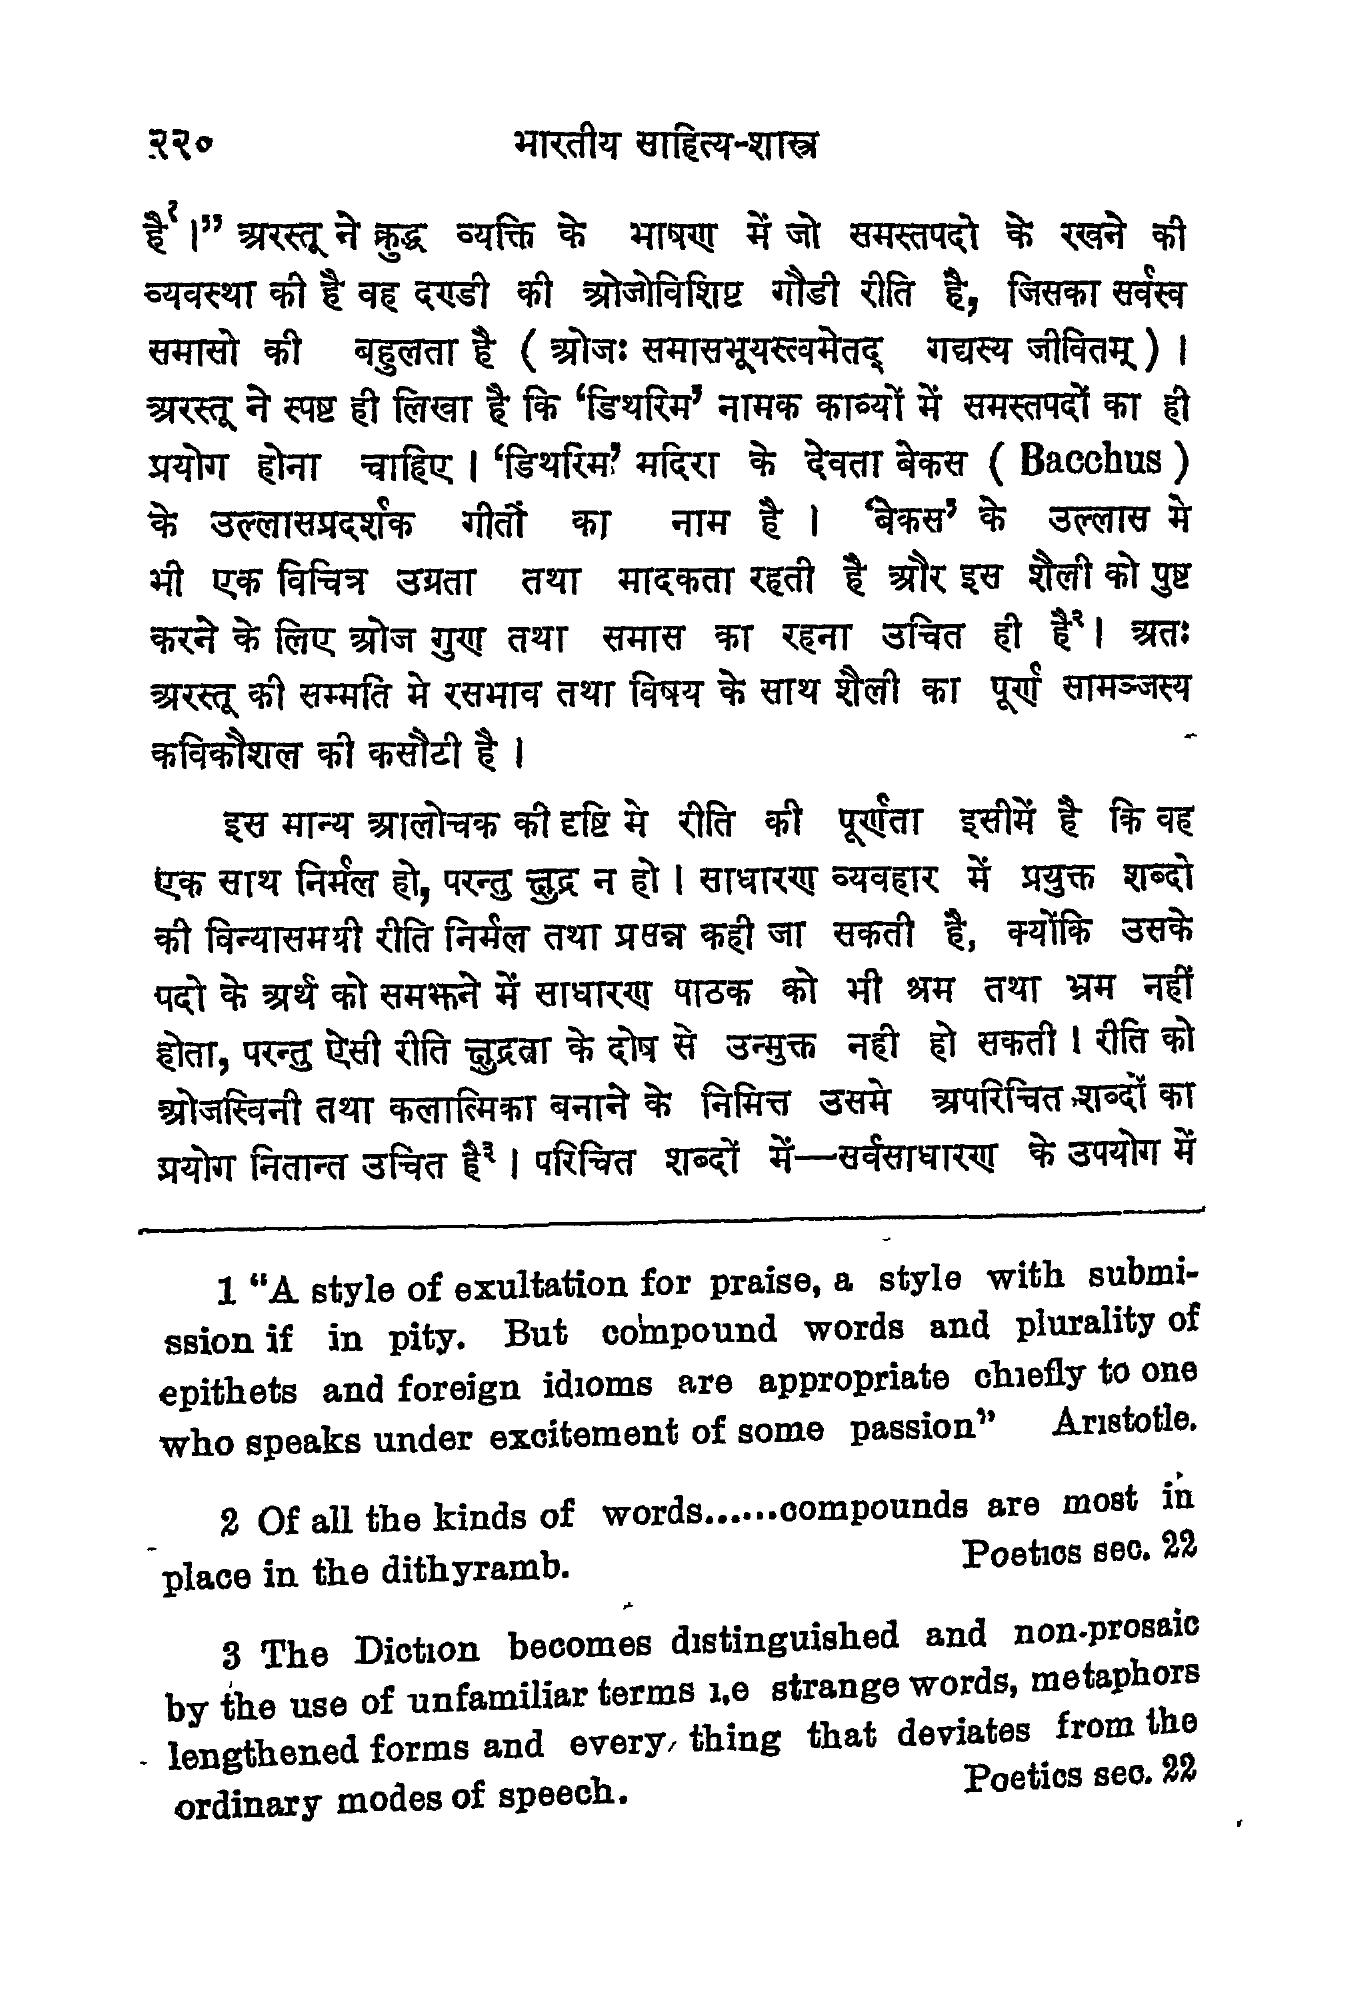 २२० भारतीय साहित्य-शास्त्र
है१।” अरस्तू ने क्रुद्ध व्यक्ति के भाषण में जो समस्तपदो के रखने की
व्यवस्था की है वह दण्डी की ओजोविशिष्ट गौडी रीति है, जिसका सर्वस्व
समासो की बहुलता है ( ओजः समासभूयस्त्वमेतद् गद्यस्य जीवितम् ) ।
अरस्तू ने स्पष्ट ही लिखा है कि ‘डिथरिम’ नामक काव्यों में समस्तपदों का ही
प्रयोग होना चाहिए । ‘डिथरिम’ मदिरा के देवता बेकस ( Bacchus )
के उल्लासप्रदर्शक गीतों का नाम है । ‘बेकस’ के उल्लास मे
भी एक विचित्र उग्रता तथा मादकता रहती है और इस शैली को पुष्ट
करने के लिए ओज गुण तथा समास का रहना उचित ही है२। अतः
अरस्तू की सम्मति मे रसभाव तथा विषय के साथ शैली का पूर्ण सामञ्जस्य
कविकौशल की कसौटी है ।
इस मान्य आलोचक की दृष्टि मे रीति की पूर्णता इसीमें है कि वह
एक साथ निर्मल हो, परन्तु क्षुद्र न हो । साधारण व्यवहार में प्रयुक्त शब्दो
की विन्यासमयी रीति निर्मल तथा प्रसन्न कही जा सकती है, क्योंकि उसके
पदो के अर्थ को समझने में साधारण पाठक को भी श्रम तथा भ्रम नहीं
होता, परन्तु ऐसी रीति क्षुद्रता के दोष से उन्मुक्त नही हो सकती । रीति को
ओजस्विनी तथा कलात्मिका बनाने के निमित्त उसमे अपरिचित शब्दों का
प्रयोग नितान्त उचित है३ । परिचित शब्दों में—सर्वसाधारण के उपयोग में
1 “A style of exultation for praise, a style with submi-
ssion if in pity. But compound words and plurality of
epithets and foreign idioms are appropriate chiefly to one
who speaks under excitement of some passion” Aristotle.
2 Of all the kinds of words......compounds are most in
place in the dithyramb. Poetics sec. 22
3 The Diction becomes distinguished and non-prosaic
by the use of unfamiliar terms i.e strange words, metaphors
lengthened forms and every, thing that deviates from the
ordinary modes of speech. Poetics sec. 22